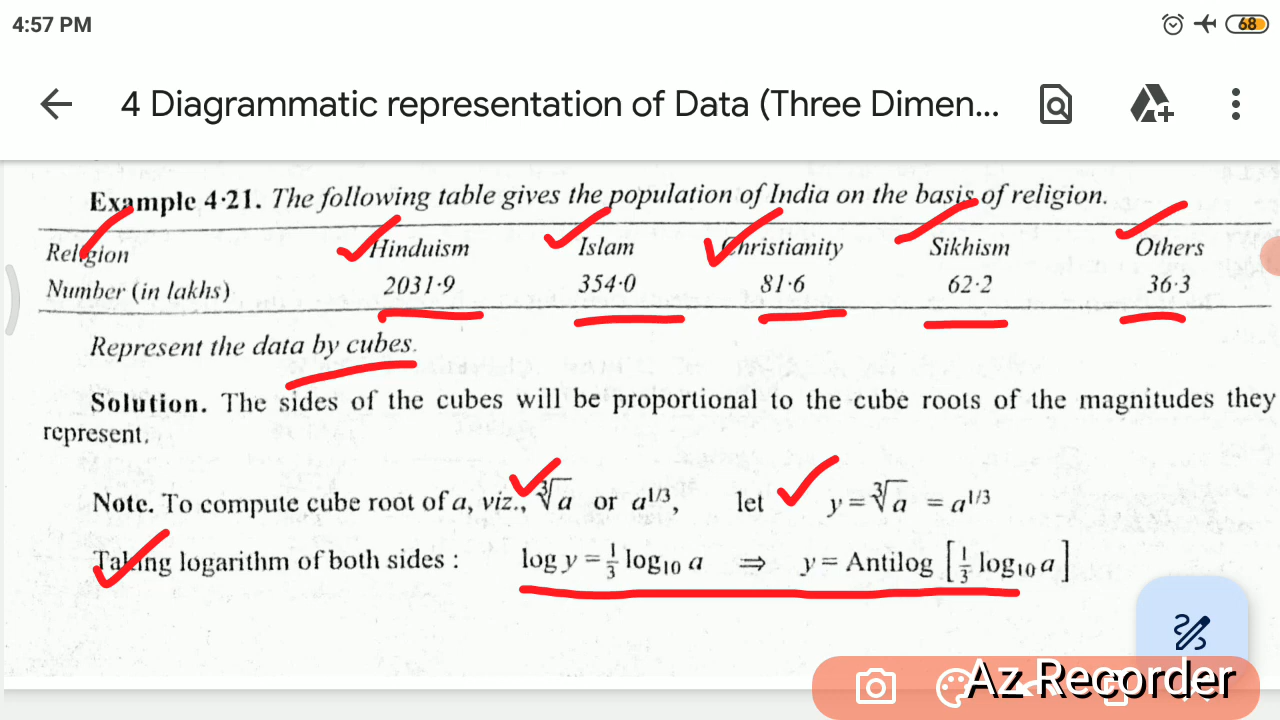 4:57 PM
68
4 Diagrammatic representation of Data (Three Dimen...
Example 4·21. The following table gives the population of India on the basis of religion.
Religion Hinduism Islam Christianity Sikhism Others
Number (in lakhs) 2031·9 354·0 81·6 62·2 36·3
Represent the data by cubes.
Solution. The sides of the cubes will be proportional to the cube roots of the magnitudes they
represent.
Note. To compute cube root of a, viz., ∛a or a^1/3, let y = ∛a = a^1/3
Taking logarithm of both sides : log y = 1/3 log10 a ⇒ y = Antilog [1/3 log10 a]
Az Recorder